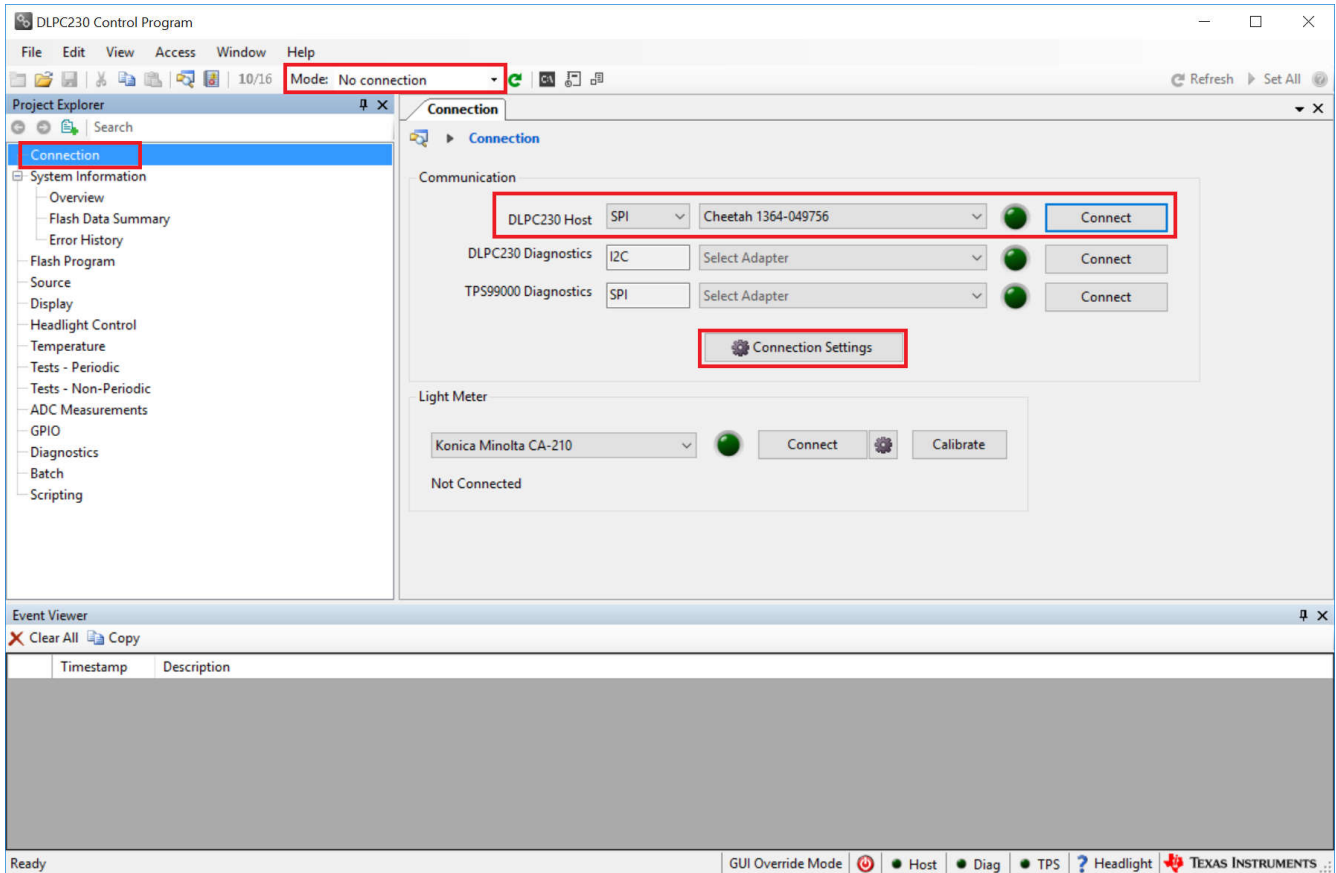 DLPC230 Control Program
File Edit View Access Window Help
10/16 Mode: No connection C:\ Refresh Set All
Project Explorer
Search
Connection
System Information
Overview
Flash Data Summary
Error History
Flash Program
Source
Display
Headlight Control
Temperature
Tests - Periodic
Tests - Non-Periodic
ADC Measurements
GPIO
Diagnostics
Batch
Scripting
Connection
Connection
Communication
DLPC230 Host SPI Cheetah 1364-049756 Connect
DLPC230 Diagnostics I2C Select Adapter Connect
TPS99000 Diagnostics SPI Select Adapter Connect
Connection Settings
Light Meter
Konica Minolta CA-210 Connect Calibrate
Not Connected
Event Viewer
Clear All Copy
Timestamp Description
Ready GUI Override Mode Host Diag TPS ? Headlight TEXAS INSTRUMENTS